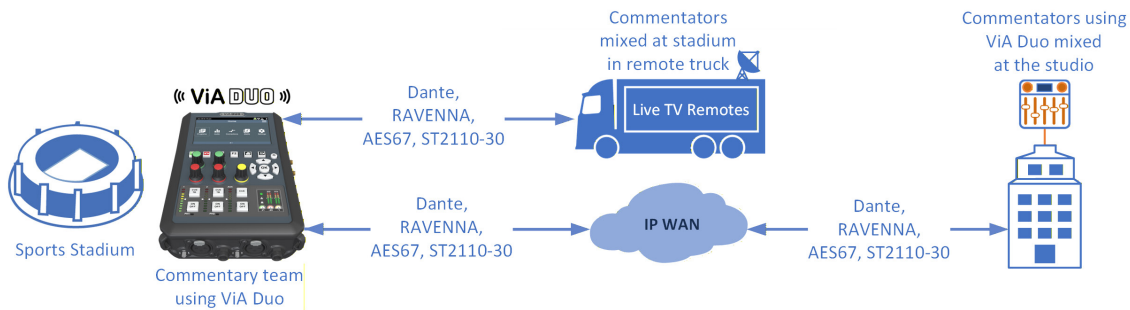 Commentators
mixed at stadium
in remote truck
Commentators using
ViA Duo mixed
at the studio
ViA DUO
Dante,
RAVENNA,
AES67, ST2110-30
Live TV Remotes
Sports Stadium
Dante,
RAVENNA,
AES67, ST2110-30
IP WAN
Dante,
RAVENNA,
AES67, ST2110-30
Commentary team
using ViA Duo